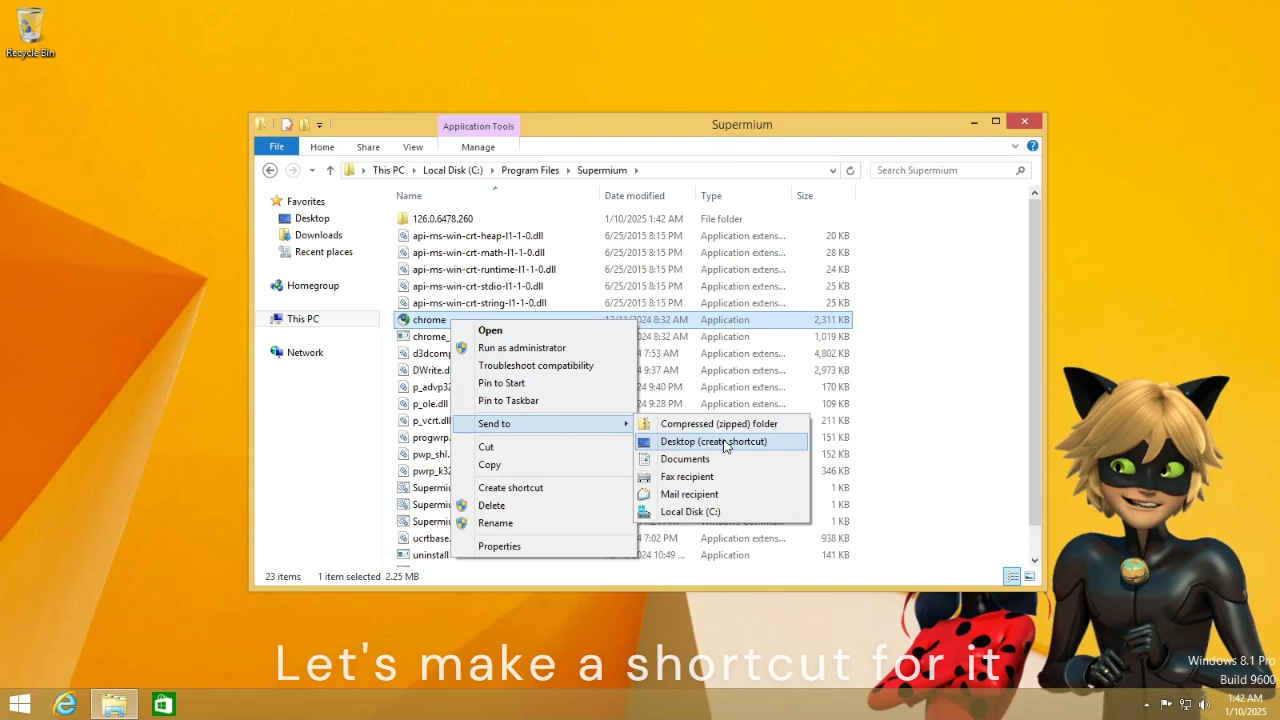 Recycle Bin
Application Tools
Supermium
File
Home
Share
View
Manage
This PC
Local Disk (C:)
Program Files
Supermium
Search Supermium
Name
Date modified
Type
Size
Favorites
Desktop
Downloads
Recent places
Homegroup
This PC
Network
126.0.6478.260 1/10/2025 1:42 AM File folder
api-ms-win-crt-heap-l1-1-0.dll 6/25/2015 8:15 PM Application extens... 20 KB
api-ms-win-crt-math-l1-1-0.dll 6/25/2015 8:15 PM Application extens... 28 KB
api-ms-win-crt-runtime-l1-1-0.dll 6/25/2015 8:15 PM Application extens... 24 KB
api-ms-win-crt-stdio-l1-1-0.dll 6/25/2015 8:15 PM Application extens... 25 KB
api-ms-win-crt-string-l1-1-0.dll 6/25/2015 8:15 PM Application extens... 25 KB
chrome 12/11/2024 8:32 AM Application 2,311 KB
chrome_ 8:32 AM Application 1,019 KB
d3dcomp 7:53 AM Application extens... 4,802 KB
DWrite.d 9:37 AM Application extens... 2,973 KB
p_advp32 9:40 PM Application extens... 170 KB
p_ole.dll 9:28 PM Application extens... 109 KB
p_vcrt.dll 211 KB
progwrp. 151 KB
pwp_shl. 152 KB
pwrp_k32 346 KB
Supermiu 1 KB
Supermiu 1 KB
Supermiu 1 KB
ucrtbase. 7:02 PM Application extens... 938 KB
uninstall 10:49 ... Application 141 KB
Open
Run as administrator
Troubleshoot compatibility
Pin to Start
Pin to Taskbar
Send to
Cut
Copy
Create shortcut
Delete
Rename
Properties
Compressed (zipped) folder
Desktop (create shortcut)
Documents
Fax recipient
Mail recipient
Local Disk (C:)
23 items 1 item selected 2.25 MB
Let's make a shortcut for it
Windows 8.1 Pro
Build 9600
1:42 AM
1/10/2025